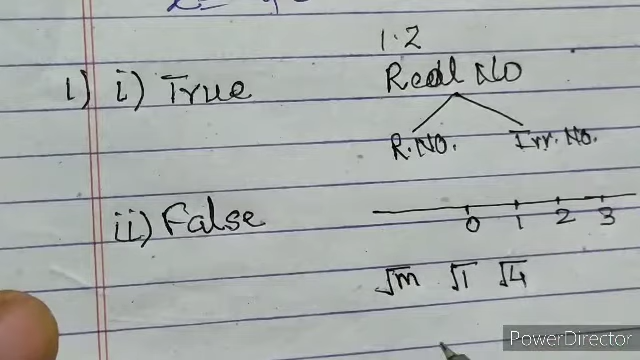 1.2
1) i) True Real No
R.No. Irr.No.
ii) False
0 1 2 3
√m √1 √4
PowerDirector